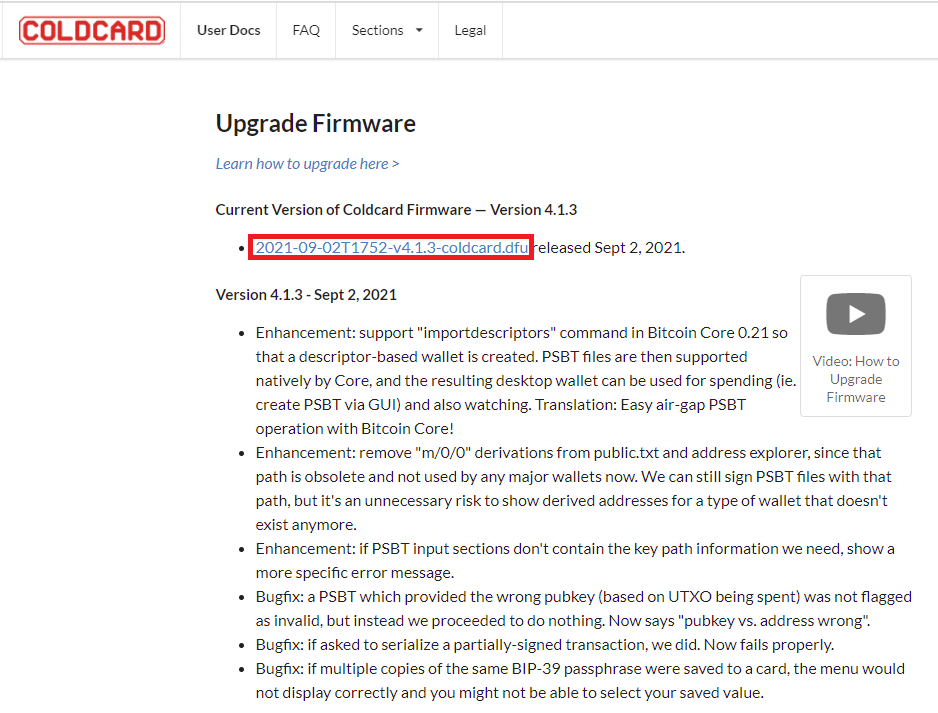 COLDCARD
User Docs
FAQ
Sections
Legal
Upgrade Firmware
Learn how to upgrade here >
Current Version of Coldcard Firmware — Version 4.1.3
2021-09-02T1752-v4.1.3-coldcard.dfu released Sept 2, 2021.
Version 4.1.3 - Sept 2, 2021
Enhancement: support "importdescriptors" command in Bitcoin Core 0.21 so
that a descriptor-based wallet is created. PSBT files are then supported
natively by Core, and the resulting desktop wallet can be used for spending (ie.
create PSBT via GUI) and also watching. Translation: Easy air-gap PSBT
operation with Bitcoin Core!
Video: How to
Upgrade
Firmware
Enhancement: remove "m/0/0" derivations from public.txt and address explorer, since that
path is obsolete and not used by any major wallets now. We can still sign PSBT files with that
path, but it's an unnecessary risk to show derived addresses for a type of wallet that doesn't
exist anymore.
Enhancement: if PSBT input sections don't contain the key path information we need, show a
more specific error message.
Bugfix: a PSBT which provided the wrong pubkey (based on UTXO being spent) was not flagged
as invalid, but instead we proceeded to do nothing. Now says "pubkey vs. address wrong".
Bugfix: if asked to serialize a partially-signed transaction, we did. Now fails properly.
Bugfix: if multiple copies of the same BIP-39 passphrase were saved to a card, the menu would
not display correctly and you might not be able to select your saved value.